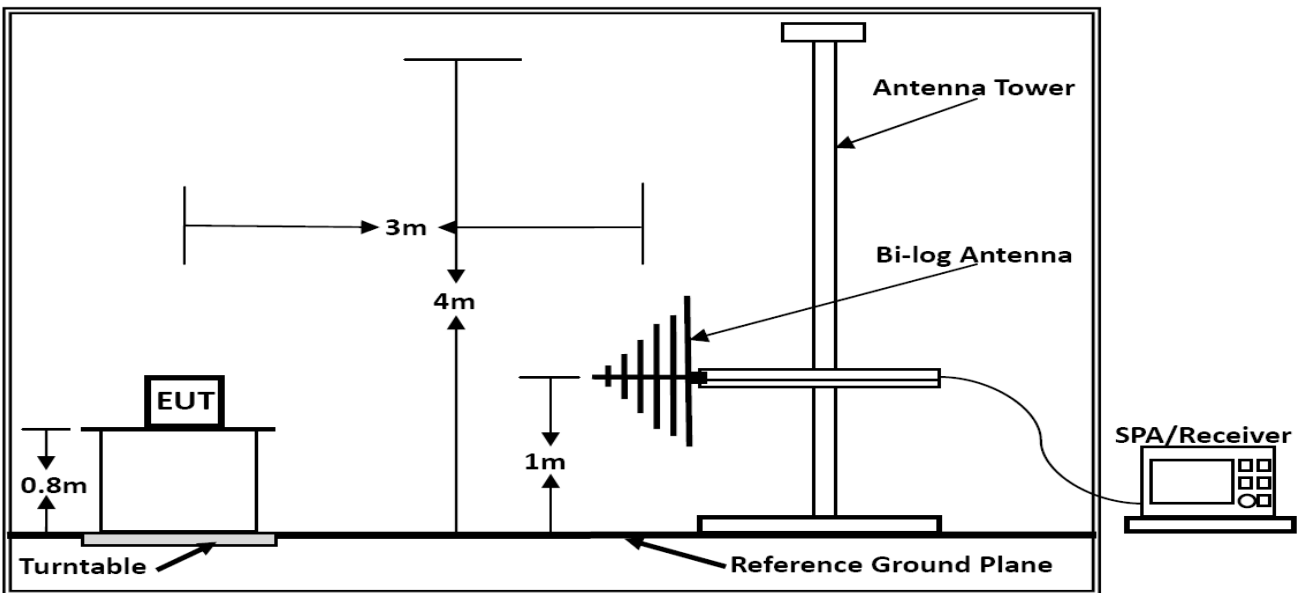 Antenna Tower
3m
Bi-log Antenna
4m
EUT
SPA/Receiver
1m
0.8m
Turntable
Reference Ground Plane